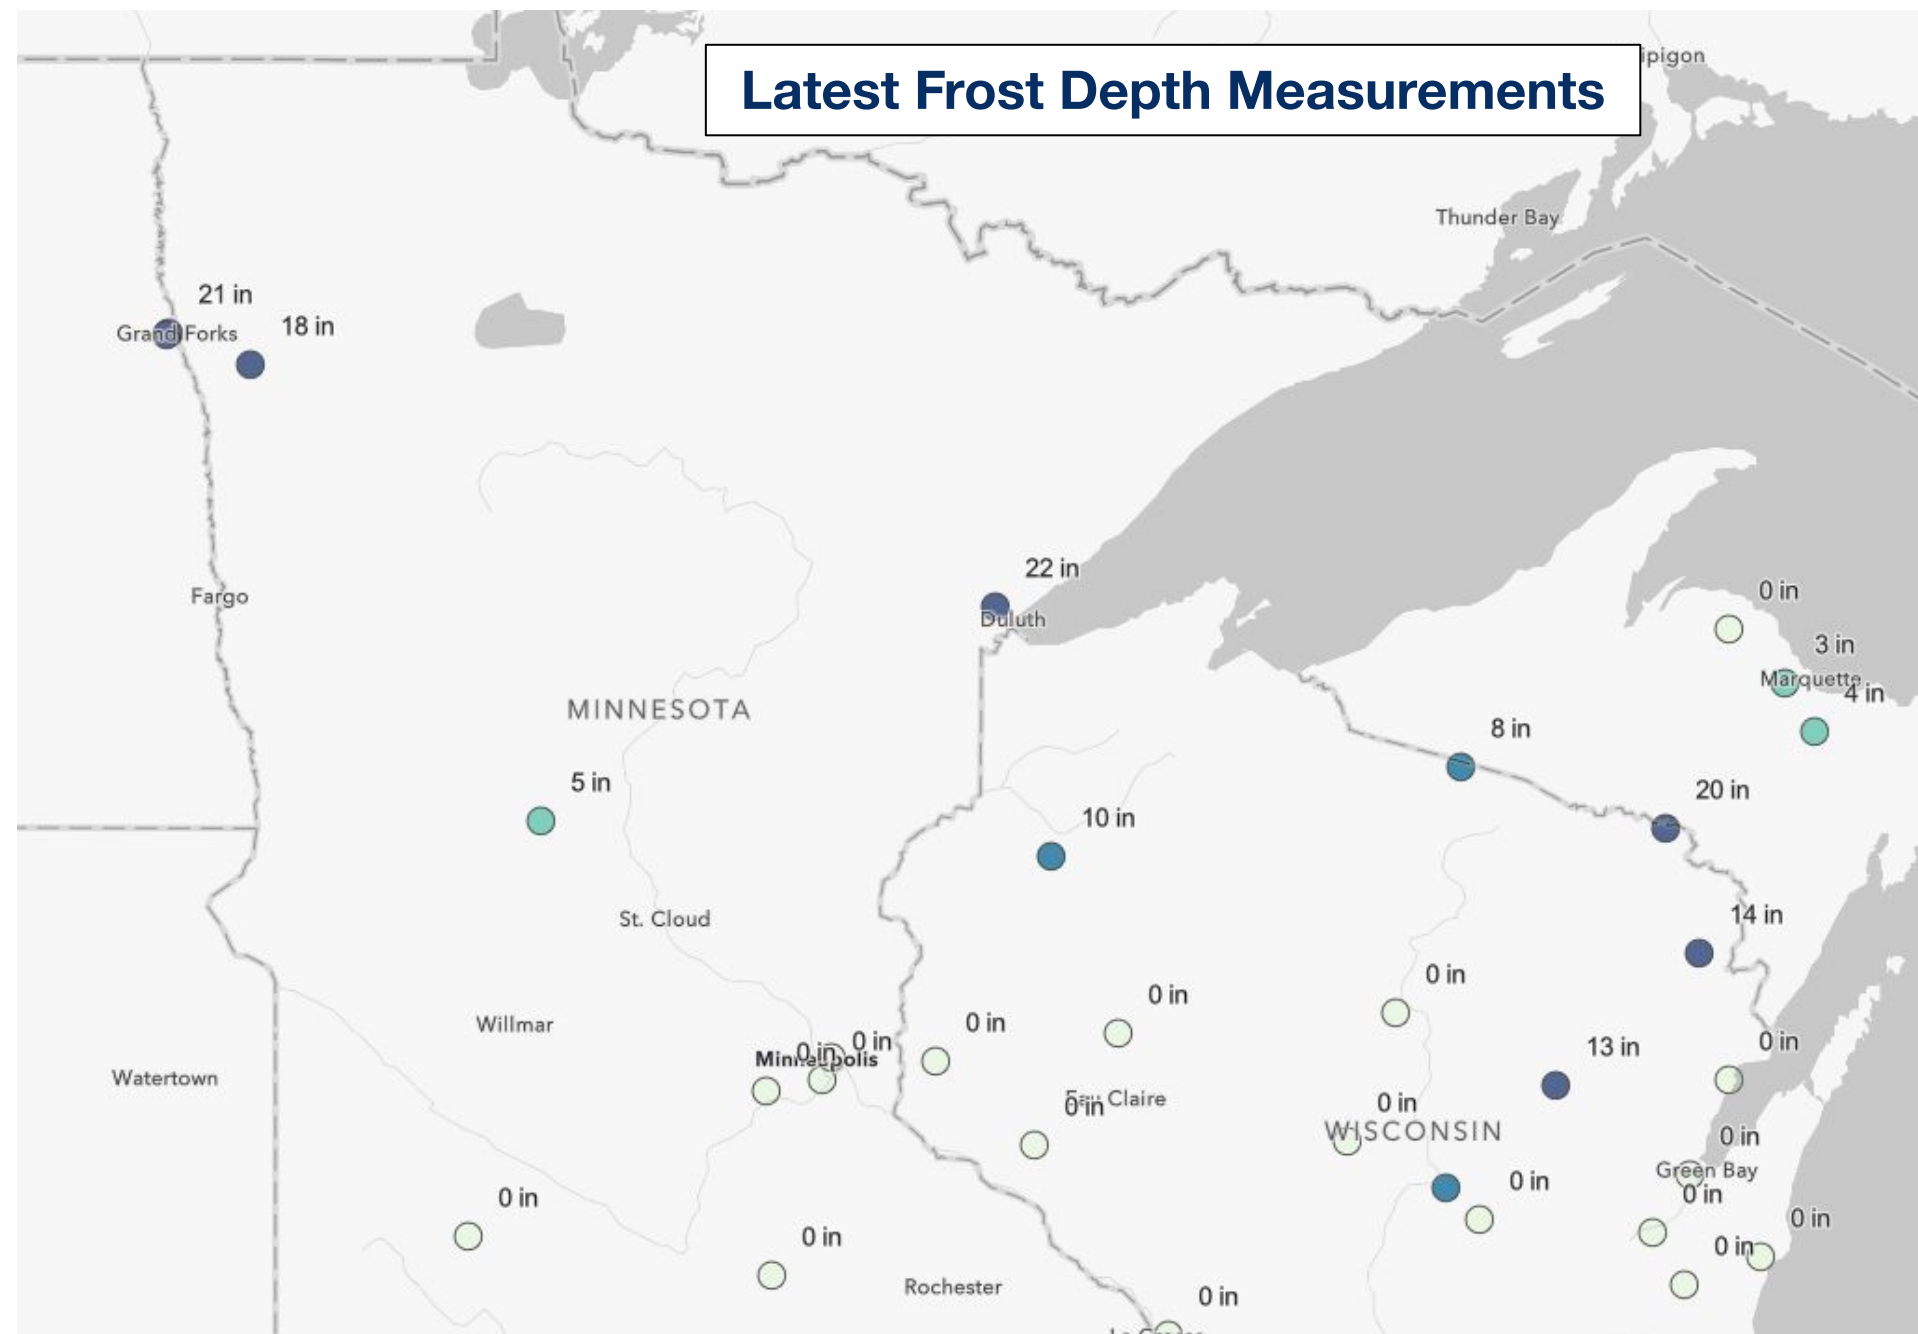 Latest Frost Depth Measurements
ipigon
Thunder Bay
21 in
Grand Forks
18 in
22 in
Duluth
Fargo
0 in
3 in
Marquette
4 in
MINNESOTA
8 in
5 in
20 in
10 in
14 in
St. Cloud
0 in
0 in
0 in
Willmar
0 in
0 in
Minneapolis
13 in
0 in
Watertown
Eau Claire
0 in
0 in
WISCONSIN
0 in
Green Bay
0 in
0 in
0 in
0 in
0 in
0 in
Rochester
0 in